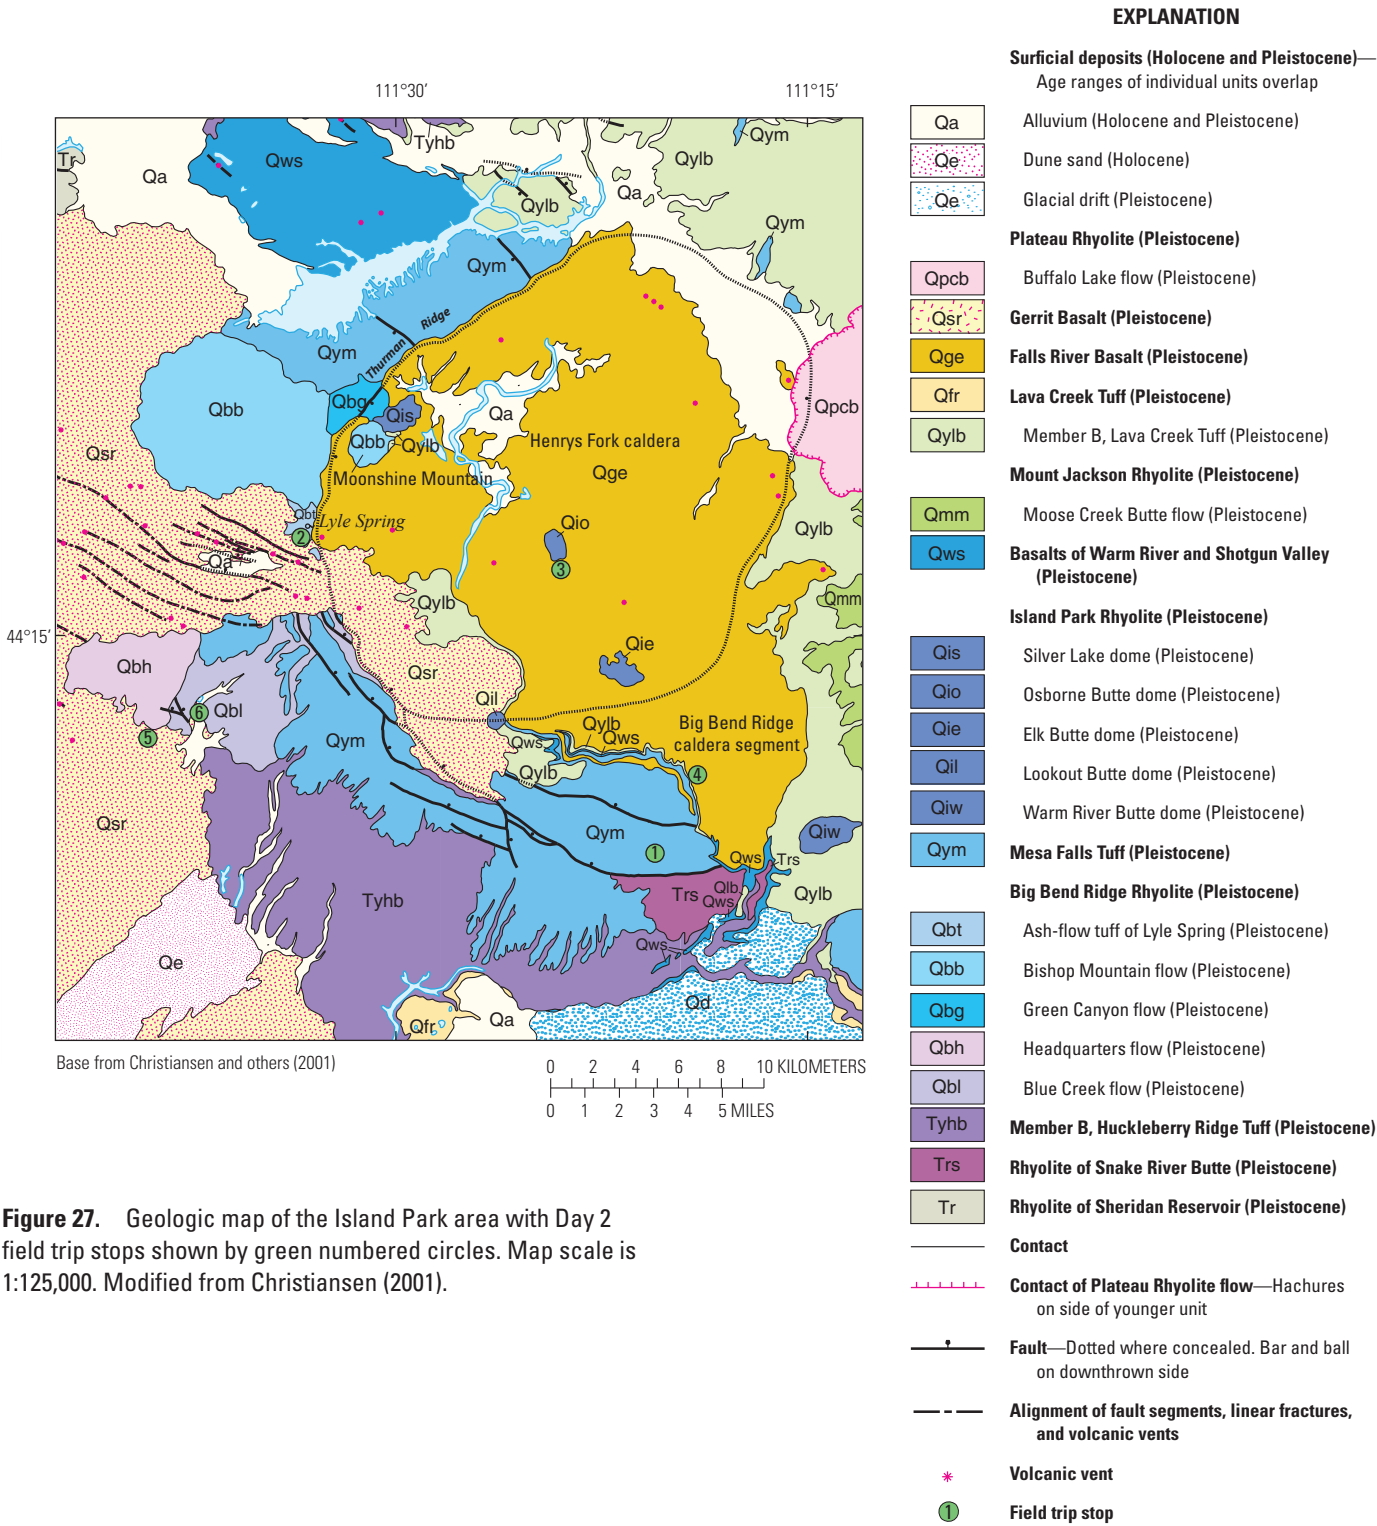 EXPLANATION
Surficial deposits (Holocene and Pleistocene)—
Age ranges of individual units overlap
Qa Alluvium (Holocene and Pleistocene)
Qe Dune sand (Holocene)
Qe Glacial drift (Pleistocene)
Plateau Rhyolite (Pleistocene)
Qpcb Buffalo Lake flow (Pleistocene)
Qsr Gerrit Basalt (Pleistocene)
Qge Falls River Basalt (Pleistocene)
Qfr Lava Creek Tuff (Pleistocene)
Qylb Member B, Lava Creek Tuff (Pleistocene)
Mount Jackson Rhyolite (Pleistocene)
Qmm Moose Creek Butte flow (Pleistocene)
Qws Basalts of Warm River and Shotgun Valley
(Pleistocene)
Island Park Rhyolite (Pleistocene)
Qis Silver Lake dome (Pleistocene)
Qio Osborne Butte dome (Pleistocene)
Qie Elk Butte dome (Pleistocene)
Qil Lookout Butte dome (Pleistocene)
Qiw Warm River Butte dome (Pleistocene)
Qym Mesa Falls Tuff (Pleistocene)
Big Bend Ridge Rhyolite (Pleistocene)
Qbt Ash-flow tuff of Lyle Spring (Pleistocene)
Qbb Bishop Mountain flow (Pleistocene)
Qbg Green Canyon flow (Pleistocene)
Qbh Headquarters flow (Pleistocene)
Qbl Blue Creek flow (Pleistocene)
Tyhb Member B, Huckleberry Ridge Tuff (Pleistocene)
Trs Rhyolite of Snake River Butte (Pleistocene)
Tr Rhyolite of Sheridan Reservoir (Pleistocene)
Contact
Contact of Plateau Rhyolite flow—Hachures
on side of younger unit
Fault—Dotted where concealed. Bar and ball
on downthrown side
Alignment of fault segments, linear fractures,
and volcanic vents
Volcanic vent
1 Field trip stop
111°30′ 111°15′
44°15′
Tr
Qa
Qws
Tyhb
Qylb
Qym
Qa
Qylb
Qym
Qym
Thurman Ridge
Qym
Qbb
Qbg
Qis
Qbb
Qylb
Qa
Moonshine Mountain
Henrys Fork caldera
Qge
Qpcb
Qsr
Qbt
Lyle Spring
2
Qa
Qio
3
Qylb
Qylb
Qmm
Qbh
Qsr
Qie
Qil
6
Qbl
5
Qym
Qws
Qylb
Qws
Big Bend Ridge
caldera segment
Qylb
4
Qsr
Qym
1
Qiw
Qws
Trs
Trs
Qlb
Qws
Qylb
Tyhb
Qws
Qe
Qd
Qfr
Qa
Base from Christiansen and others (2001)
0 2 4 6 8 10 KILOMETERS
0 1 2 3 4 5 MILES
Figure 27. Geologic map of the Island Park area with Day 2
field trip stops shown by green numbered circles. Map scale is
1:125,000. Modified from Christiansen (2001).